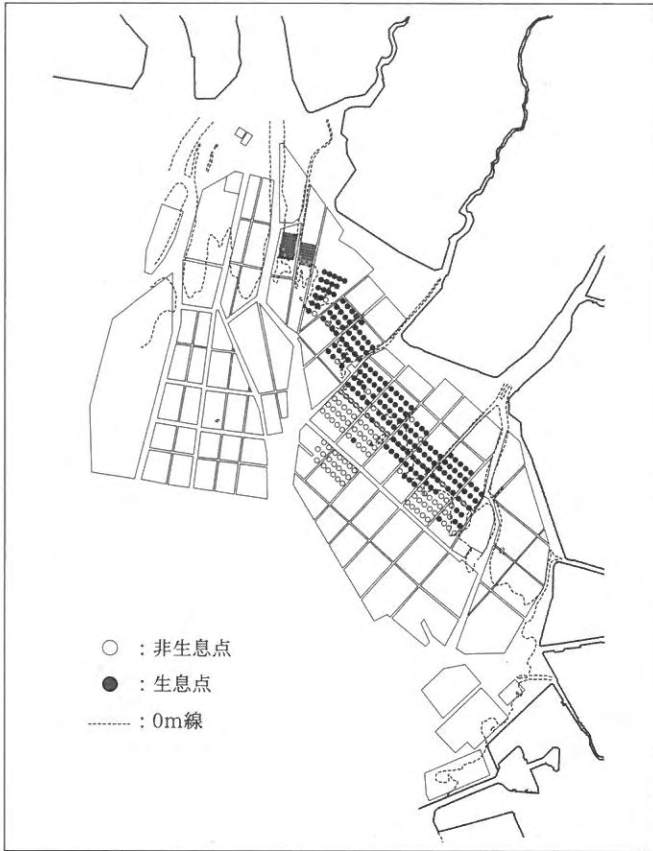 ○ : 非生息点
● : 生息点
------ : 0m線